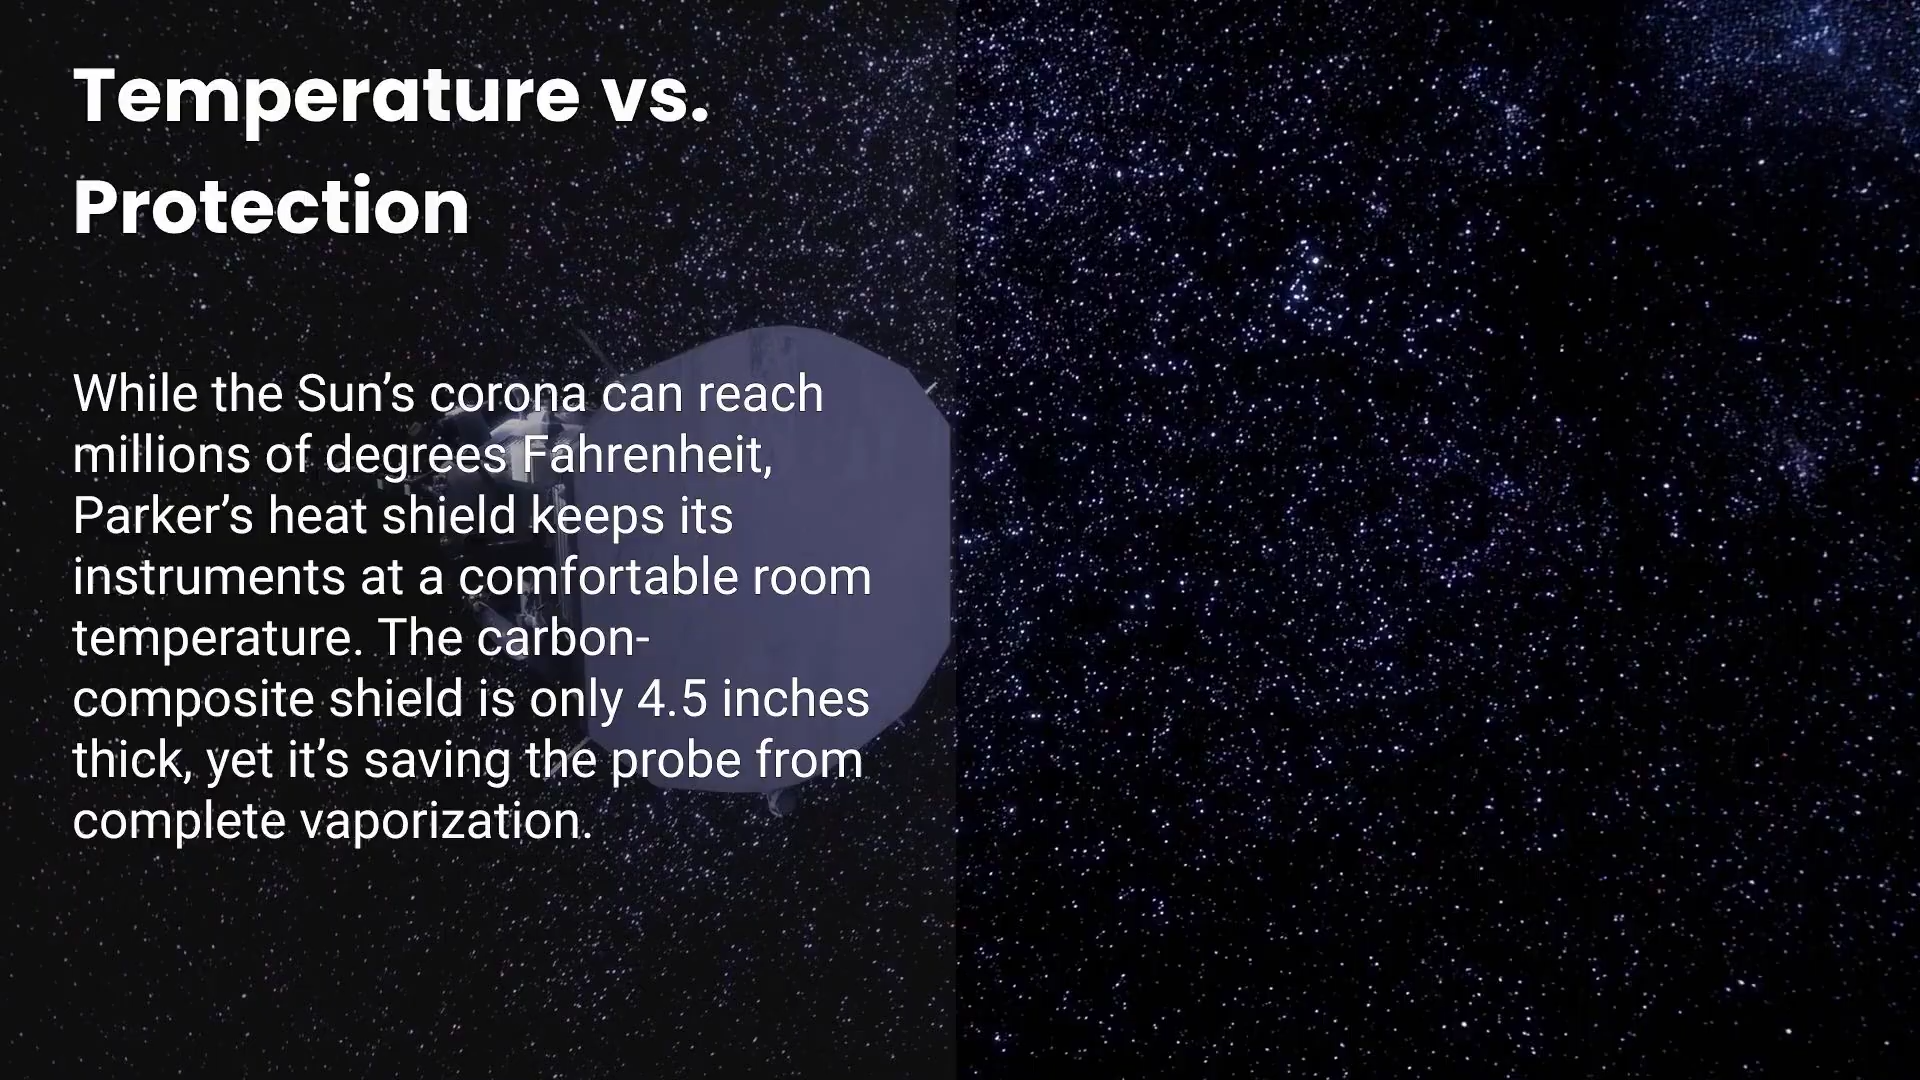 Temperature vs.
Protection
While the Sun’s corona can reach
millions of degrees Fahrenheit,
Parker’s heat shield keeps its
instruments at a comfortable room
temperature. The carbon-
composite shield is only 4.5 inches
thick, yet it’s saving the probe from
complete vaporization.